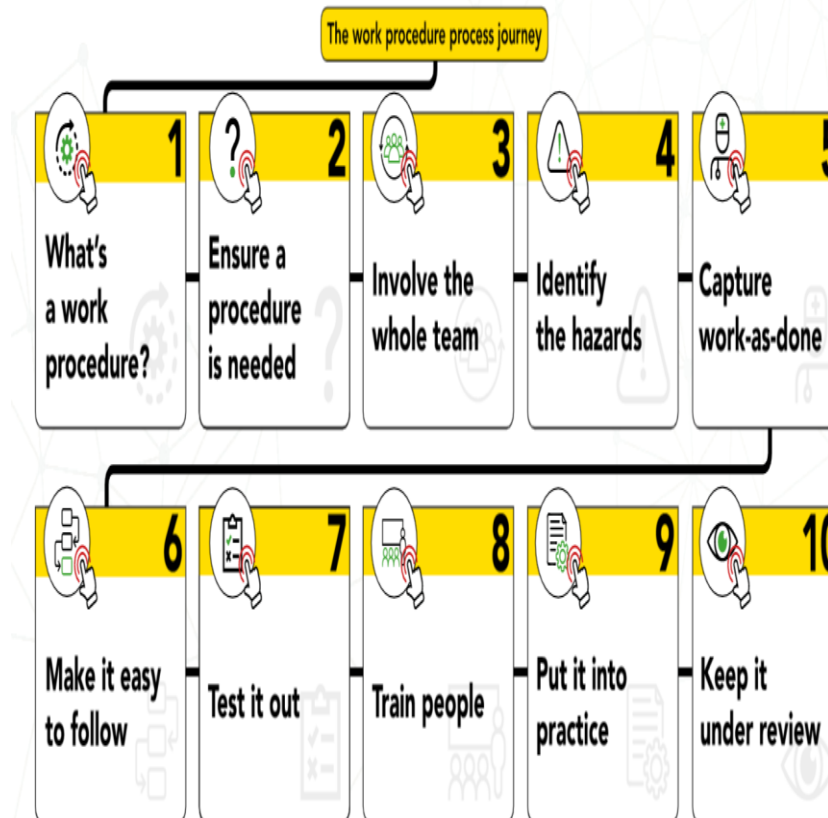 The work procedure process journey
1
What's
a work
procedure?
2
Ensure a
procedure
is needed
3
Involve the
whole team
4
Identify
the hazards
5
Capture
work-as-done
6
Make it easy
to follow
7
Test it out
8
Train people
9
Put it into
practice
10
Keep it
under review